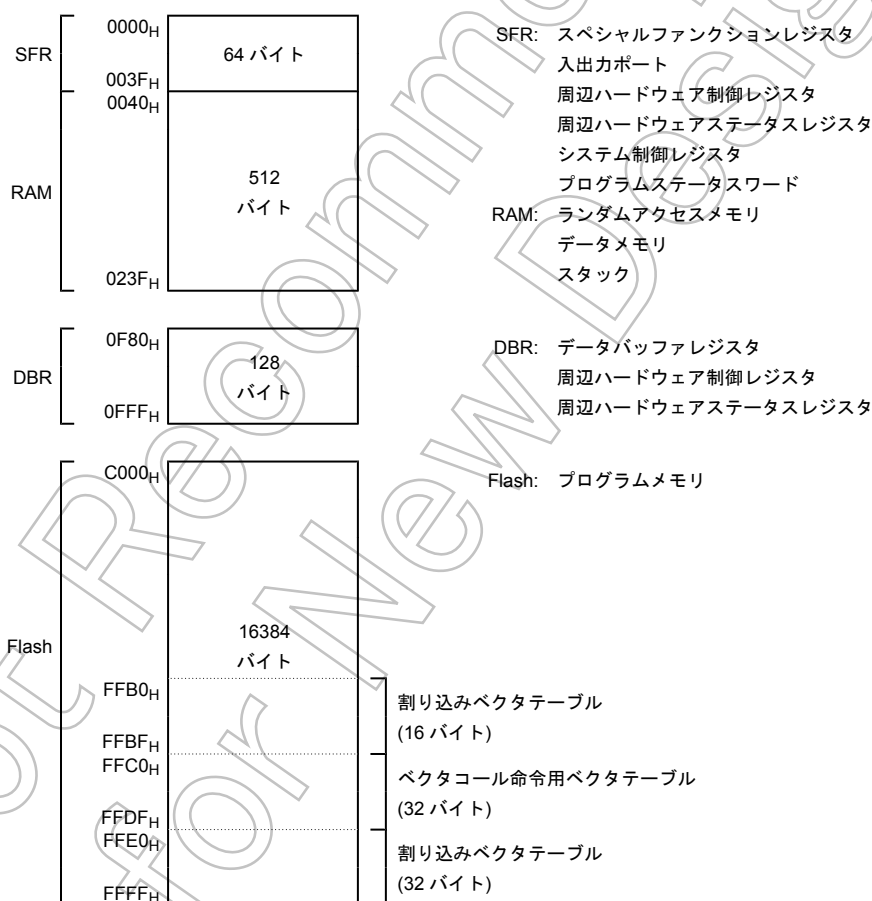 SFR
0000H
003FH
64 バイト
SFR: スペシャルファンクションレジスタ
入出力ポート
周辺ハードウェア制御レジスタ
周辺ハードウェアステータスレジスタ
システム制御レジスタ
プログラムステータスワード
RAM
0040H
023FH
512
バイト
RAM: ランダムアクセスメモリ
データメモリ
スタック
DBR
0F80H
0FFFH
128
バイト
DBR: データバッファレジスタ
周辺ハードウェア制御レジスタ
周辺ハードウェアステータスレジスタ
Flash
C000H
16384
バイト
Flash: プログラムメモリ
FFB0H
FFBFH
割り込みベクタテーブル
(16 バイト)
FFC0H
FFDFH
ベクタコール命令用ベクタテーブル
(32 バイト)
FFE0H
FFFFH
割り込みベクタテーブル
(32 バイト)
Not Recommended
for New Design